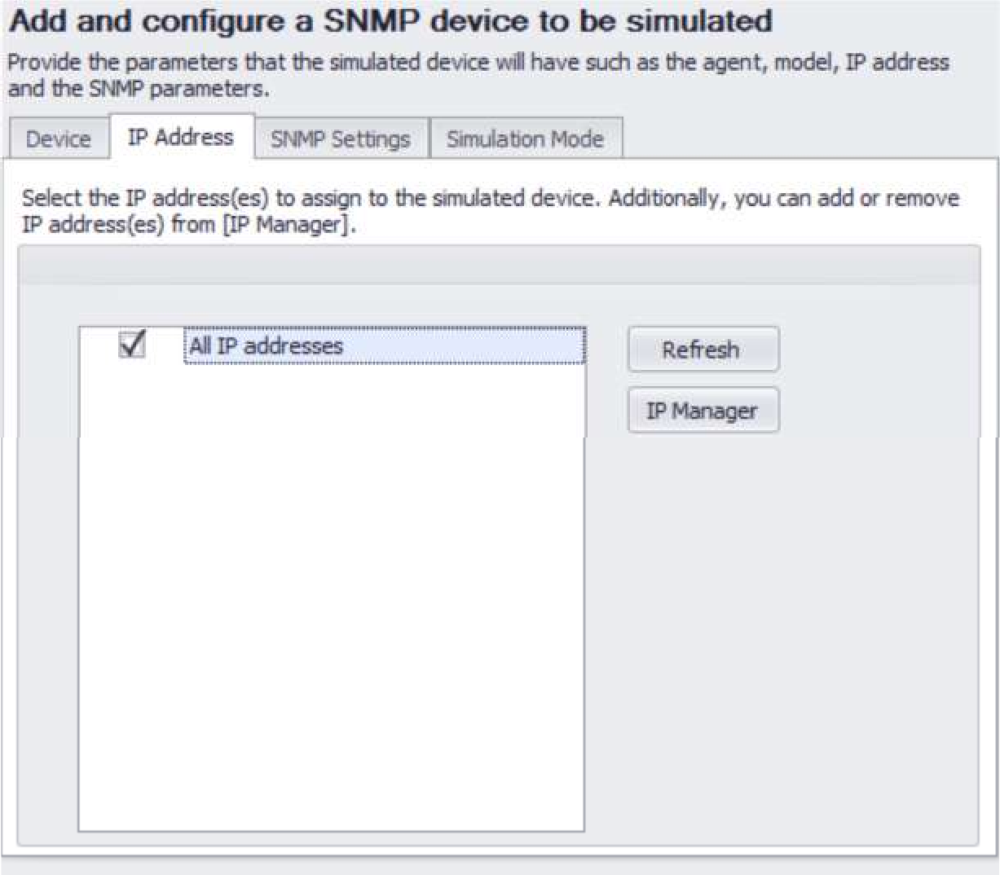 Add and configure a SNMP device to be simulated
Provide the parameters that the simulated device will have such as the agent, model, IP address
and the SNMP parameters.
Device IP Address SNMP Settings Simulation Mode
Select the IP address(es) to assign to the simulated device. Additionally, you can add or remove
IP address(es) from [IP Manager].
All IP addresses
Refresh
IP Manager